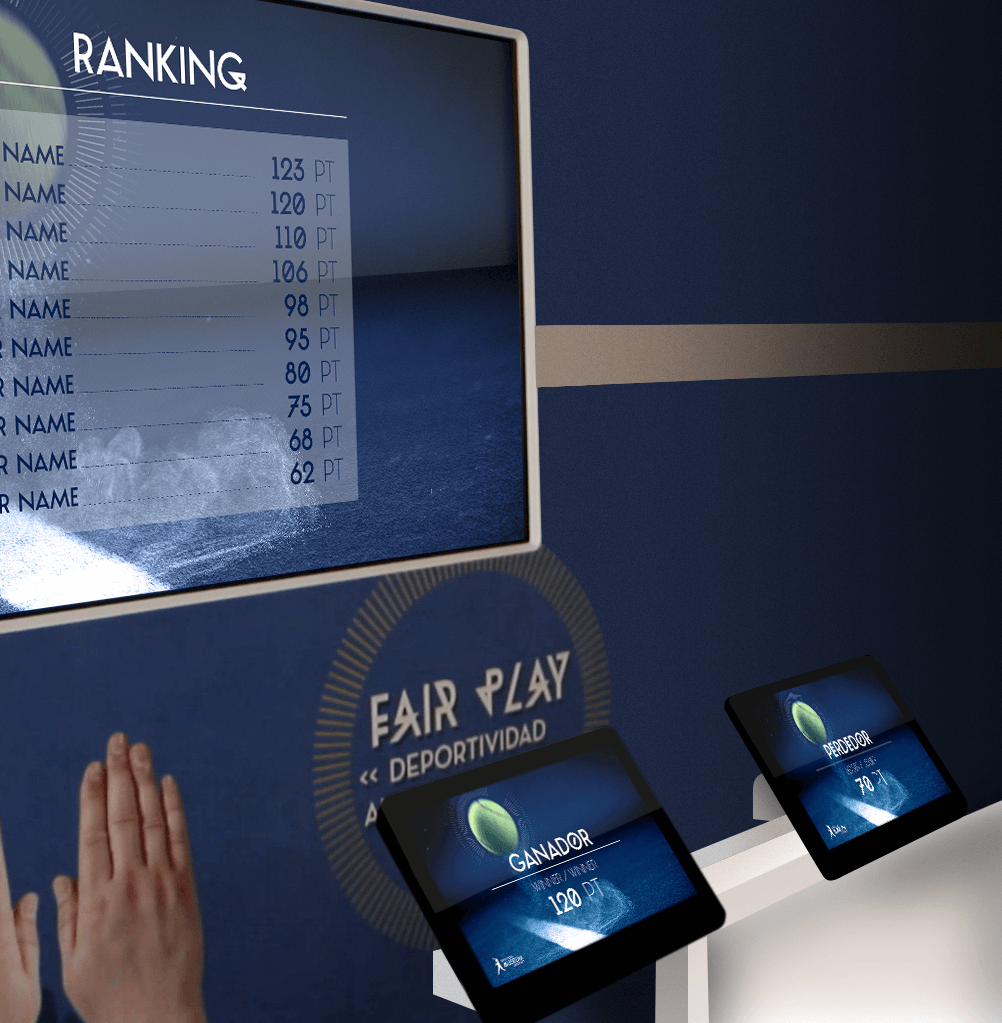 RANKING
NAME 123 PT
NAME 120 PT
NAME 110 PT
NAME 106 PT
NAME 98 PT
R NAME 95 PT
R NAME 80 PT
R NAME 75 PT
R NAME 68 PT
R NAME 62 PT
FAIR PLAY
<< DEPORTIVIDAD
A
GANADOR
WINNER / WINNER
120 PT
PERDEDOR
70 PT